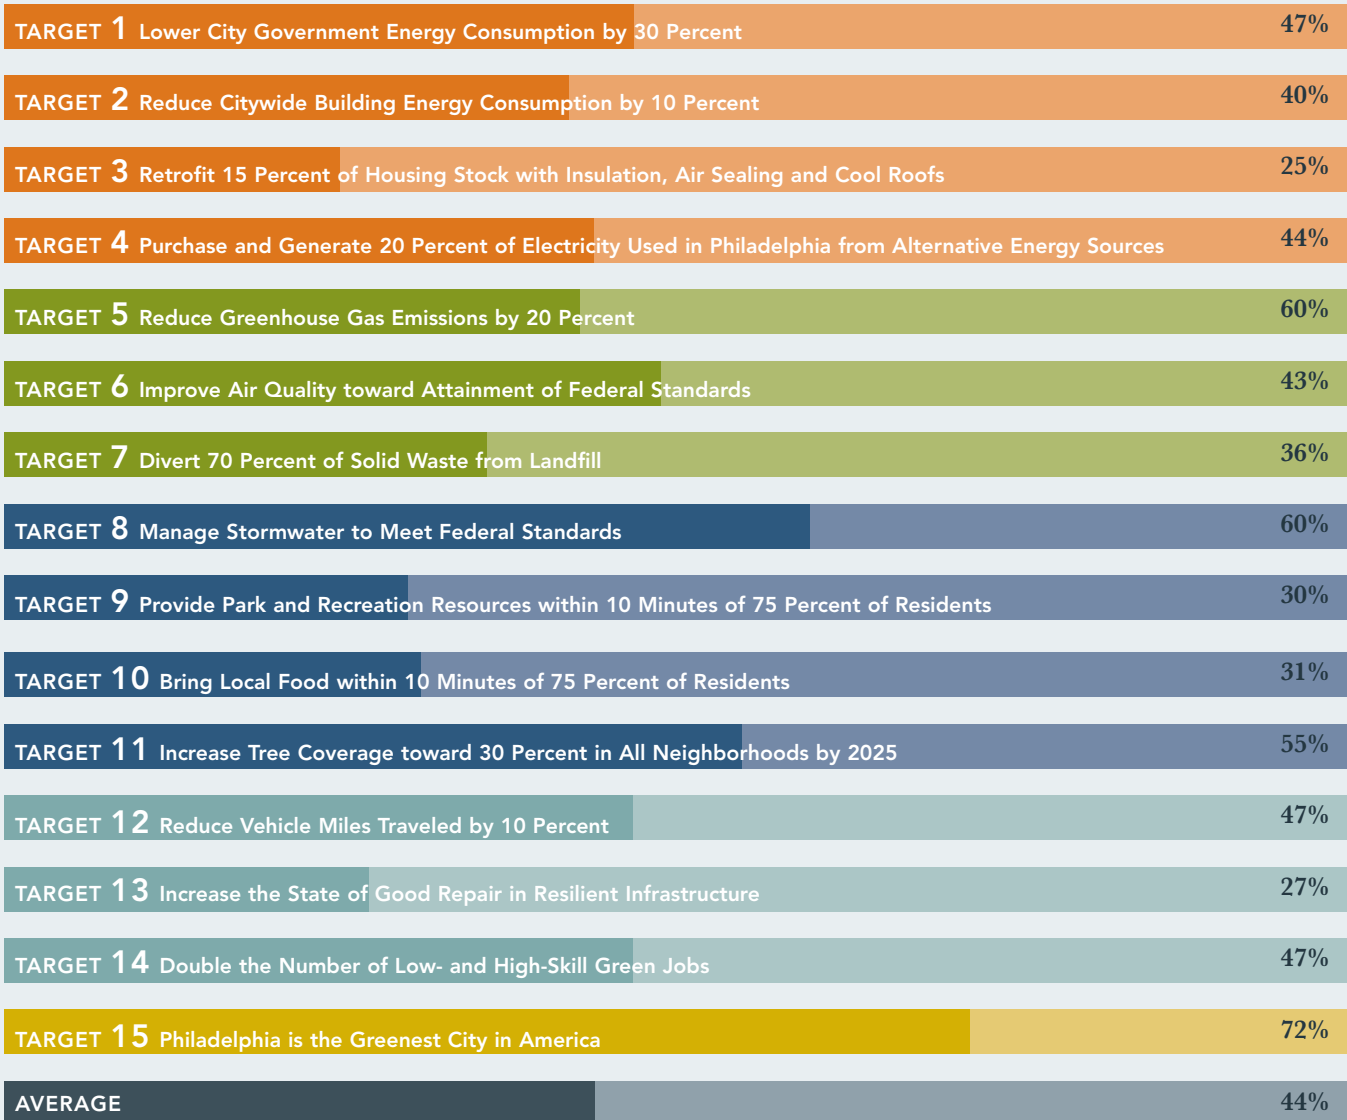 TARGET 1 Lower City Government Energy Consumption by 30 Percent 47%
TARGET 2 Reduce Citywide Building Energy Consumption by 10 Percent 40%
TARGET 3 Retrofit 15 Percent of Housing Stock with Insulation, Air Sealing and Cool Roofs 25%
TARGET 4 Purchase and Generate 20 Percent of Electricity Used in Philadelphia from Alternative Energy Sources 44%
TARGET 5 Reduce Greenhouse Gas Emissions by 20 Percent 60%
TARGET 6 Improve Air Quality toward Attainment of Federal Standards 43%
TARGET 7 Divert 70 Percent of Solid Waste from Landfill 36%
TARGET 8 Manage Stormwater to Meet Federal Standards 60%
TARGET 9 Provide Park and Recreation Resources within 10 Minutes of 75 Percent of Residents 30%
TARGET 10 Bring Local Food within 10 Minutes of 75 Percent of Residents 31%
TARGET 11 Increase Tree Coverage toward 30 Percent in All Neighborhoods by 2025 55%
TARGET 12 Reduce Vehicle Miles Traveled by 10 Percent 47%
TARGET 13 Increase the State of Good Repair in Resilient Infrastructure 27%
TARGET 14 Double the Number of Low- and High-Skill Green Jobs 47%
TARGET 15 Philadelphia is the Greenest City in America 72%
AVERAGE 44%